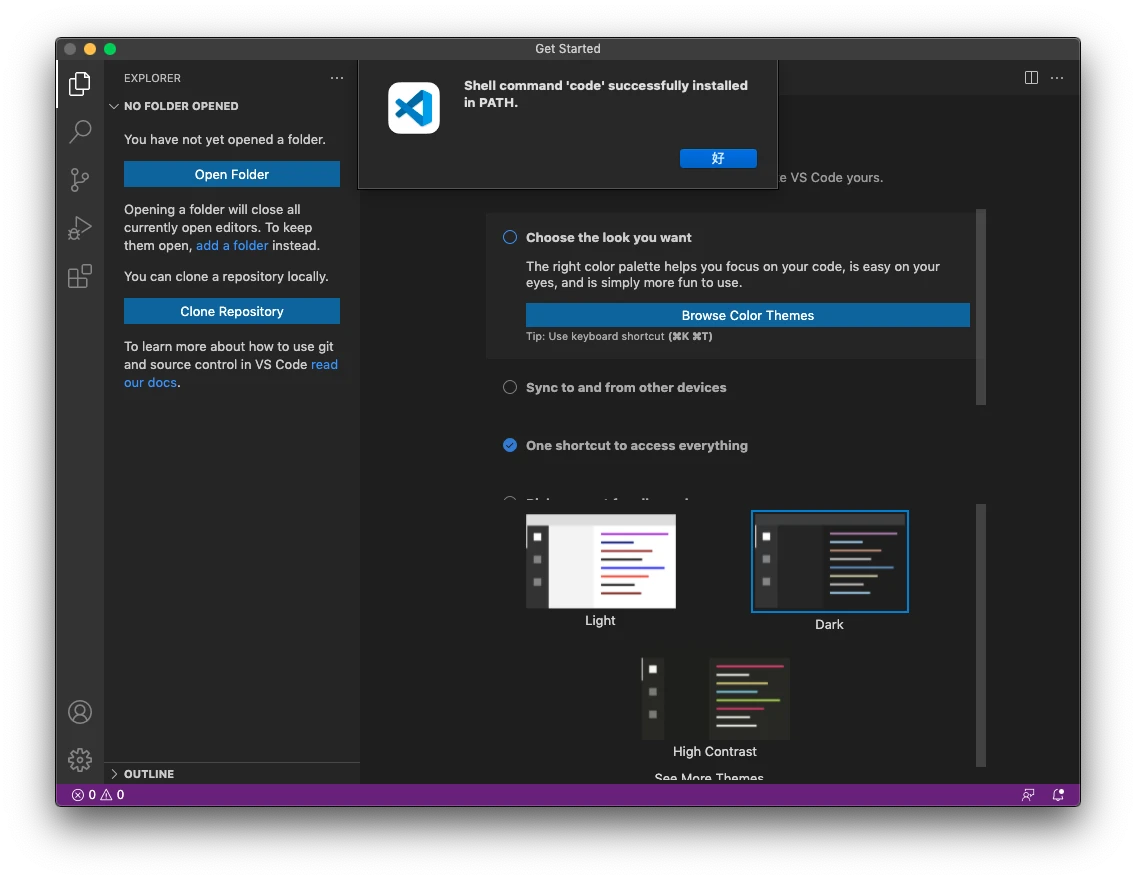 Get Started
EXPLORER
NO FOLDER OPENED
You have not yet opened a folder.
Open Folder
Opening a folder will close all
currently open editors. To keep
them open, add a folder instead.
You can clone a repository locally.
Clone Repository
To learn more about how to use git
and source control in VS Code read
our docs.
OUTLINE
Shell command 'code' successfully installed
in PATH.
好
VS Code yours.
Choose the look you want
The right color palette helps you focus on your code, is easy on your
eyes, and is simply more fun to use.
Browse Color Themes
Tip: Use keyboard shortcut (⌘K ⌘T)
Sync to and from other devices
One shortcut to access everything
Light
Dark
High Contrast
See More Themes
0 0